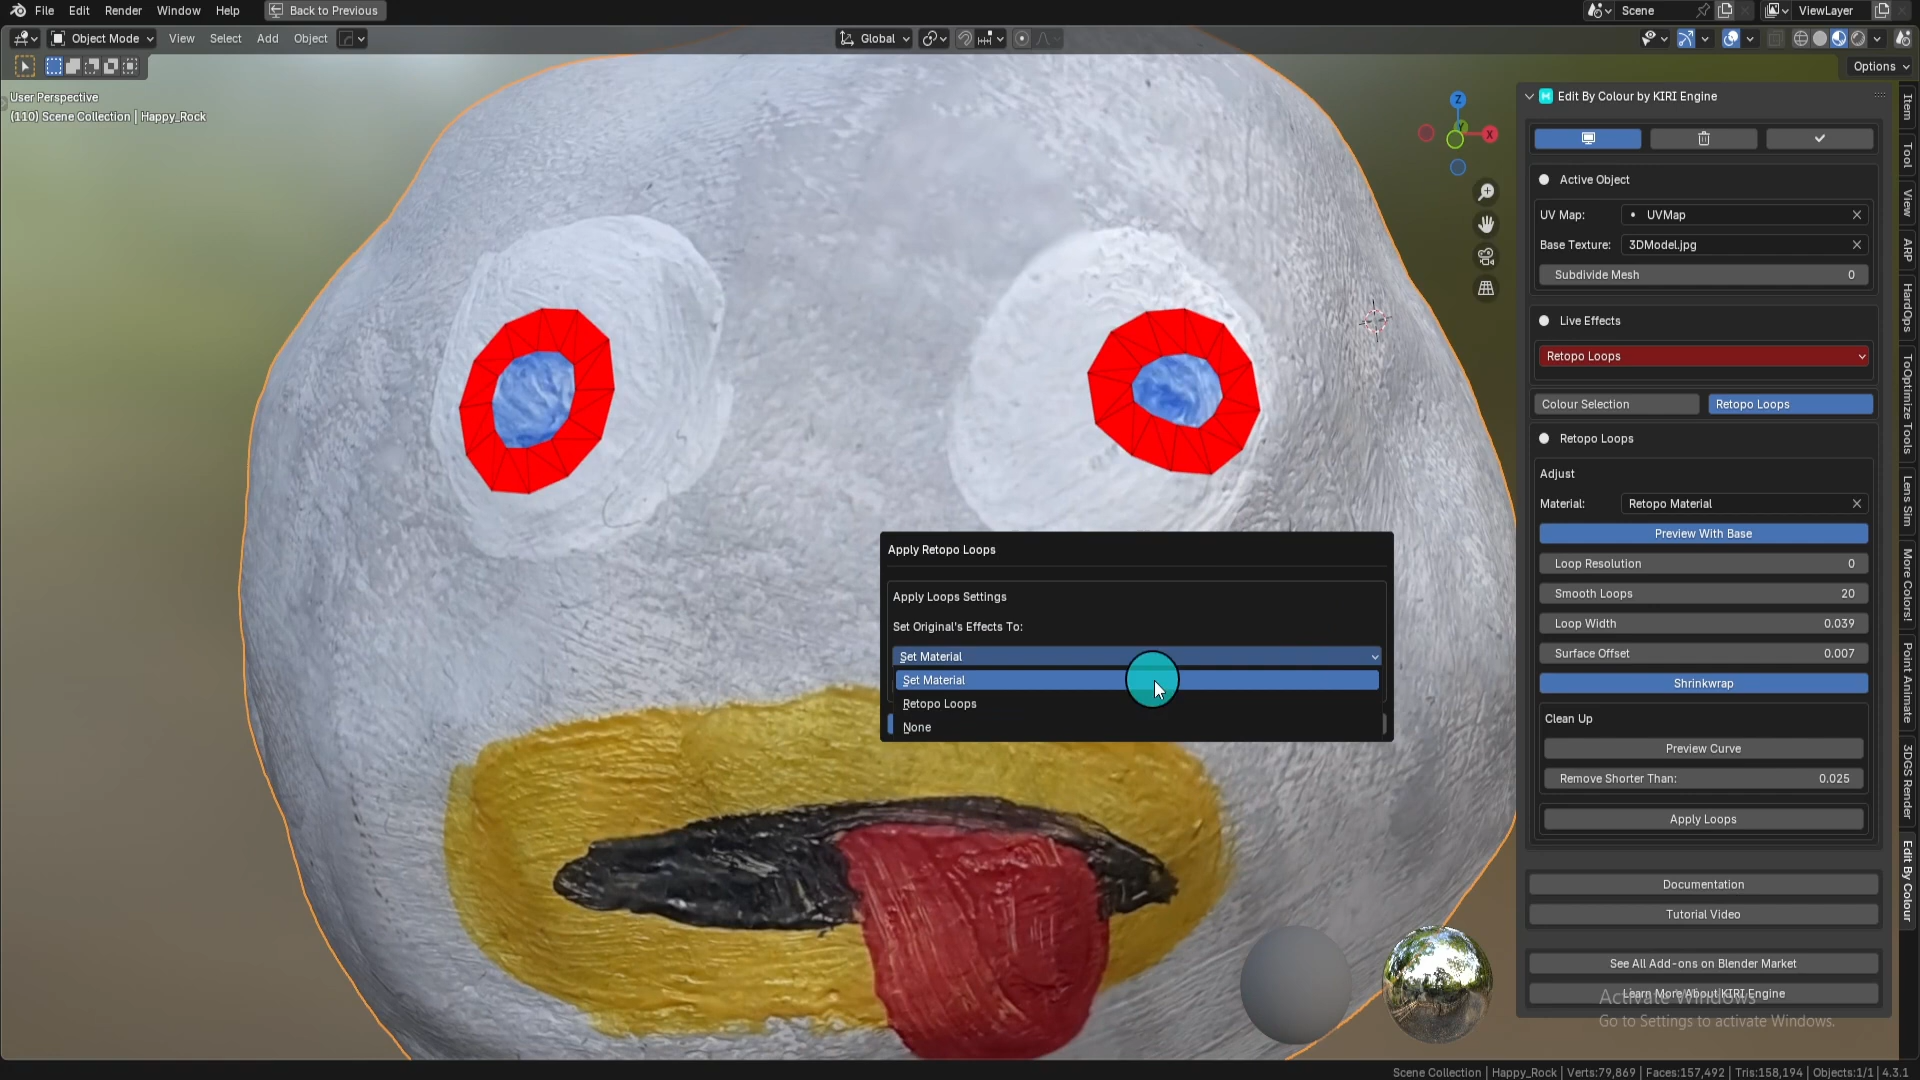 File Edit Render Window Help Back to Previous Scene ViewLayer
Object Mode View Select Add Object Global
Options
User Perspective
(110) Scene Collection | Happy_Rock
Z
Y
X
Edit By Colour by KIRI Engine
Active Object
UV Map: UVMap
Base Texture: 3DModel.jpg
Subdivide Mesh 0
Live Effects
Retopo Loops
Colour Selection Retopo Loops
Retopo Loops
Adjust
Material: Retopo Material
Preview With Base
Loop Resolution 0
Smooth Loops 20
Loop Width 0.039
Surface Offset 0.007
Shrinkwrap
Clean Up
Preview Curve
Remove Shorter Than: 0.025
Apply Loops
Documentation
Tutorial Video
See All Add-ons on Blender Market
Learn More About KIRI Engine
Activate Windows
Go to Settings to activate Windows.
Item
Tool
View
ARP
HardOps
ToOptimize Tools
Lens Sim
More Colors!
Point Animate
3DGS Render
Edit By Colour
Apply Retopo Loops
Apply Loops Settings
Set Original's Effects To:
Set Material
Set Material
Retopo Loops
None
Scene Collection | Happy_Rock | Verts:79,869 | Faces:157,492 | Tris:158,194 | Objects:1/1 | 4.3.1